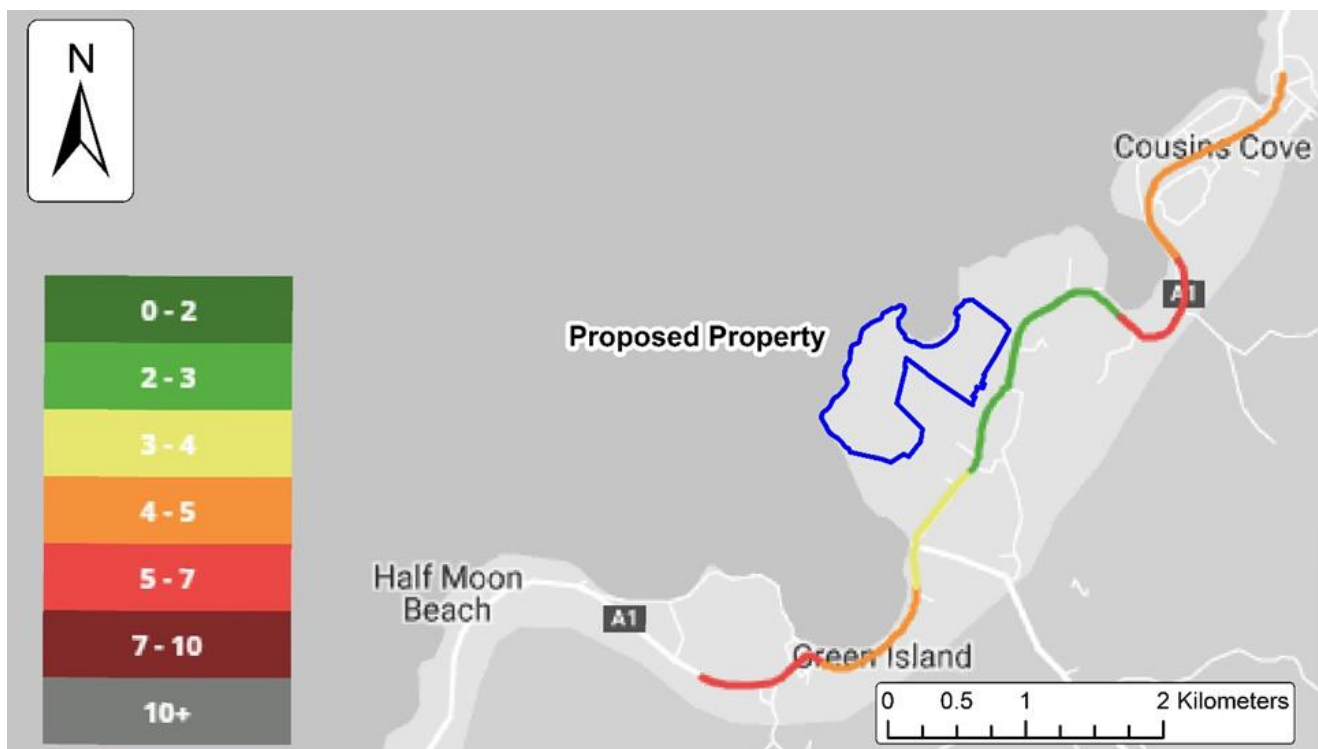 N
Cousins Cove
A1
Proposed Property
0 - 2
2 - 3
3 - 4
4 - 5
5 - 7
7 - 10
10+
Half Moon
Beach
A1
Green Island
0 0.5 1 2 Kilometers